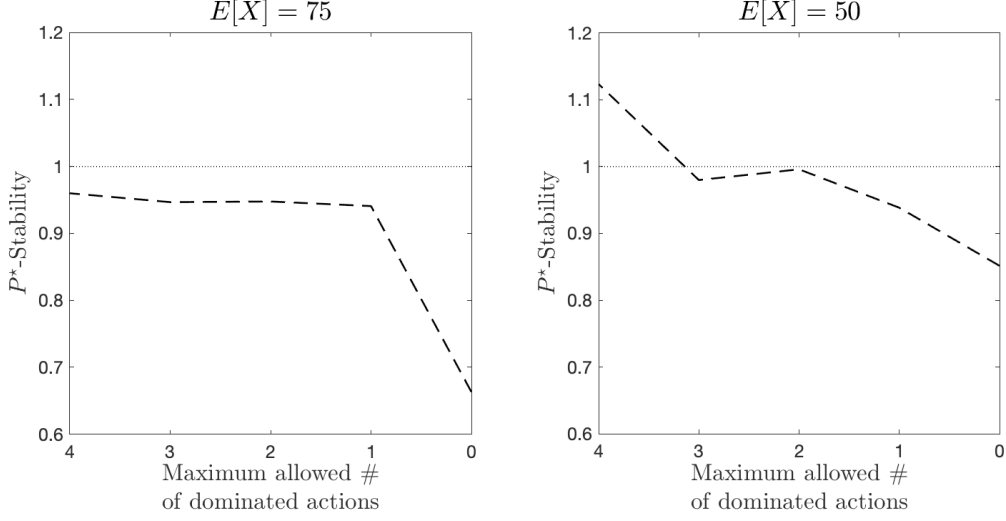 E[X] = 75
1.2
1.1
1
0.9
0.8
0.7
0.6
P*-Stability
4 3 2 1 0
Maximum allowed #
of dominated actions
E[X] = 50
1.2
1.1
1
0.9
0.8
0.7
0.6
P*-Stability
4 3 2 1 0
Maximum allowed #
of dominated actions